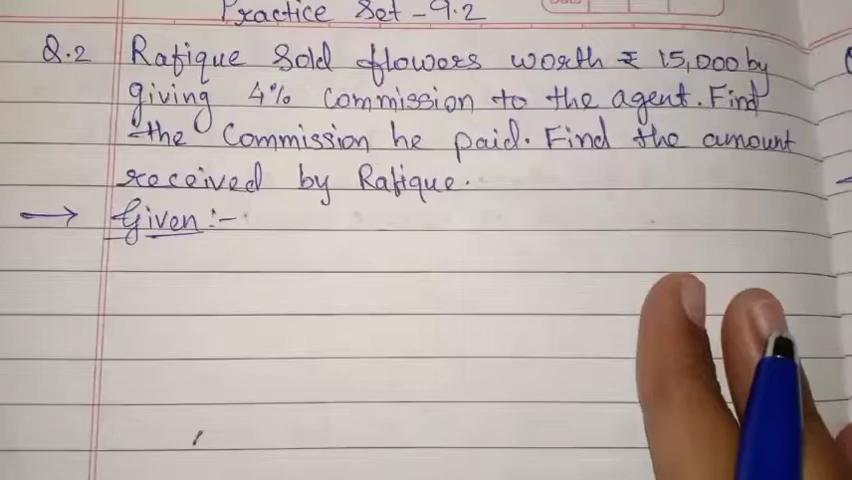 Practice Set - 9.2
Q.2 Rafique Sold flowers worth ₹ 15,000 by
giving 4% Commission to the agent. Find
the Commission he paid. Find the amount
received by Rafique.
→ Given :-